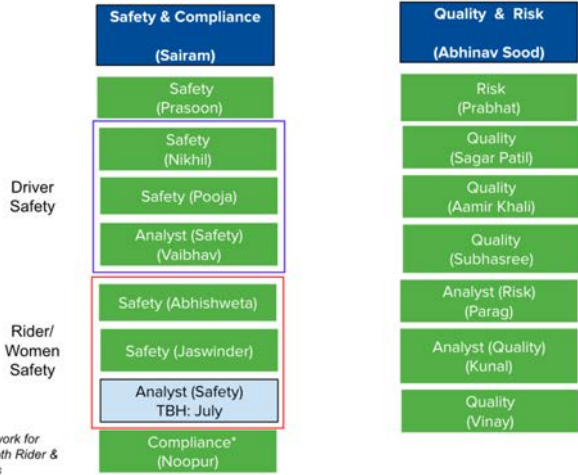 Safety & Compliance
(Sairam)
Safety
(Prasoon)
Driver
Safety
Safety
(Nikhil)
Safety (Pooja)
Analyst (Safety)
(Vaibhav)
Rider/
Women
Safety
Safety (Abhishweta)
Safety (Jaswinder)
Analyst (Safety)
TBH: July
Compliance*
(Noopur)
work for
both Rider &
Quality & Risk
(Abhinav Sood)
Risk
(Prabhat)
Quality
(Sagar Patil)
Quality
(Aamir Khali)
Quality
(Subhasree)
Analyst (Risk)
(Parag)
Analyst (Quality)
(Kunal)
Quality
(Vinay)